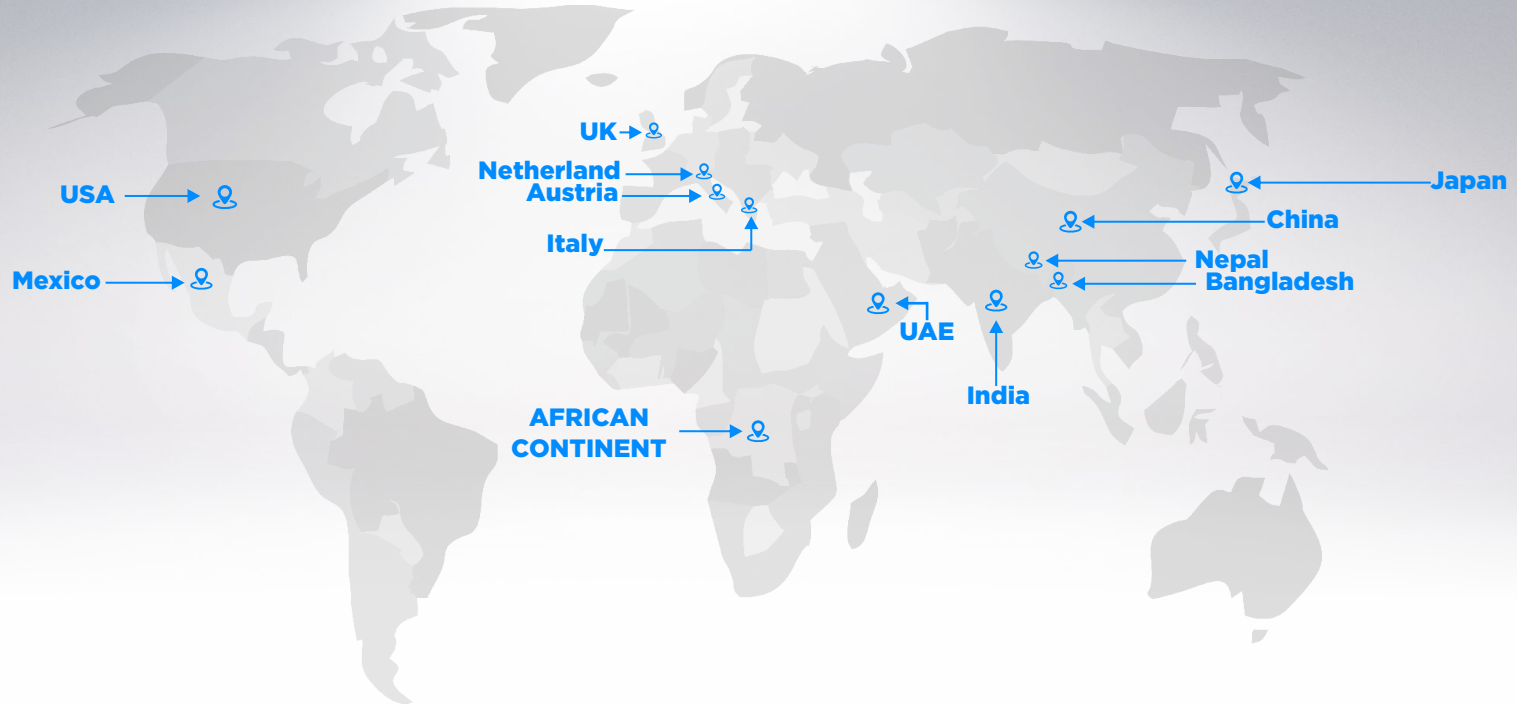 UK
Netherland
Austria
USA
Japan
China
Italy
Nepal
Mexico
Bangladesh
UAE
India
AFRICAN
CONTINENT